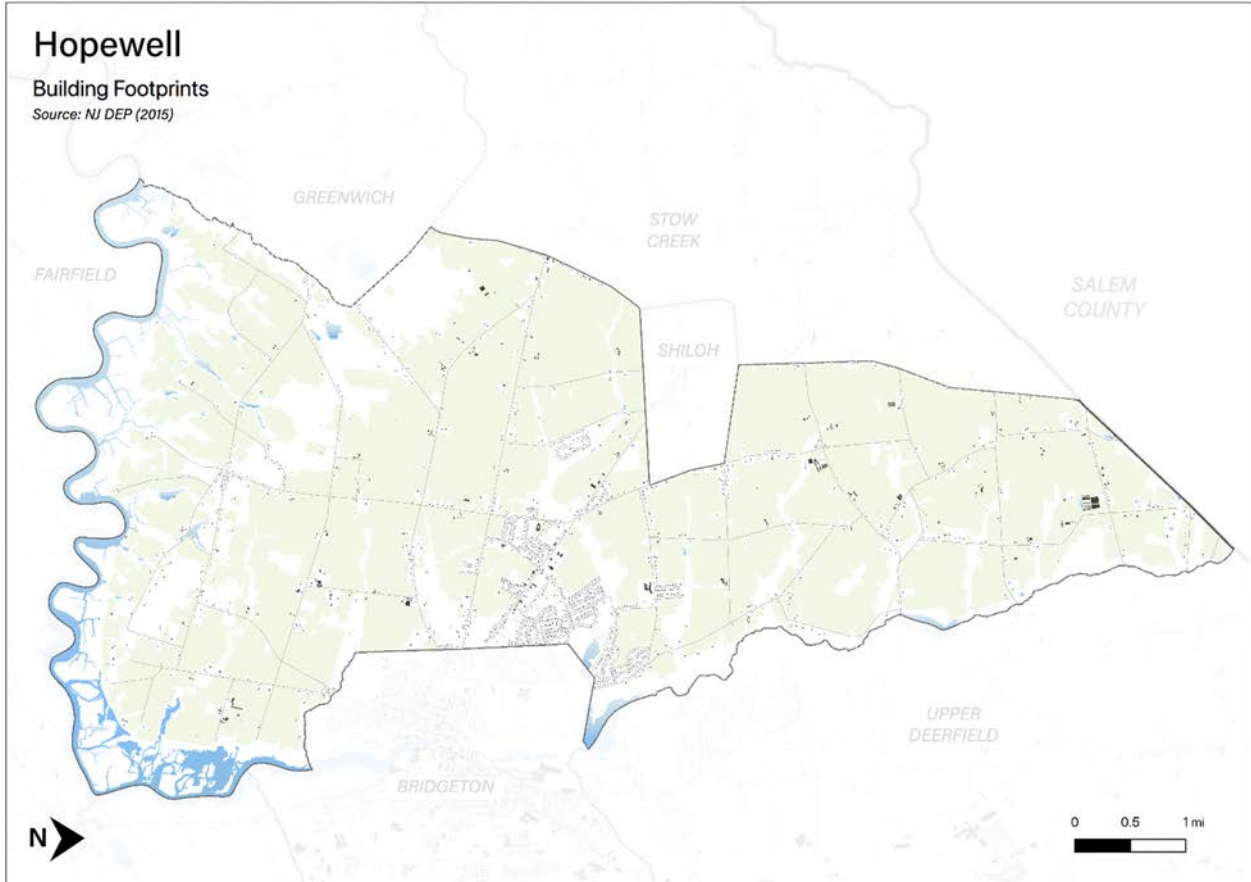 Hopewell
Building Footprints
Source: NJ DEP (2015)
GREENWICH
STOW
CREEK
FAIRFIELD
SALEM
COUNTY
SHILOH
UPPER
DEERFIELD
BRIDGETON
N
0 0.5 1 mi